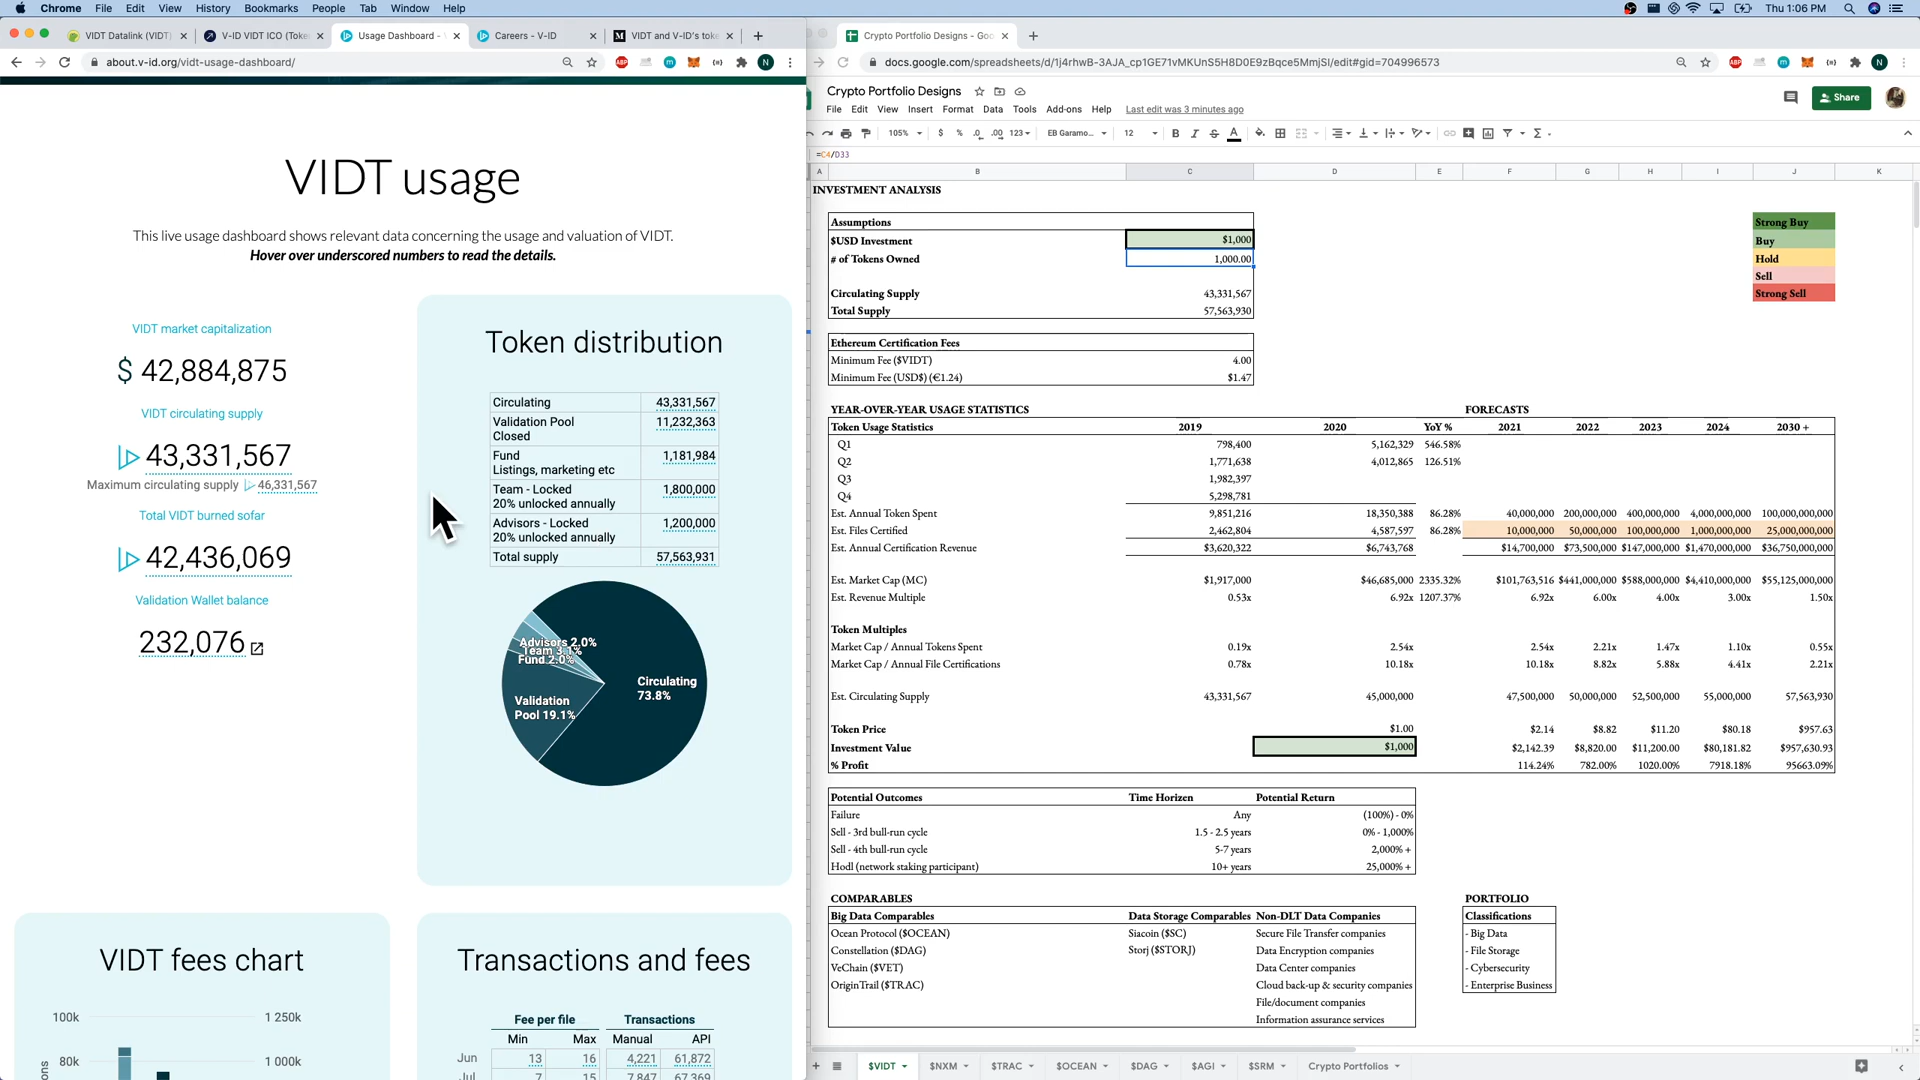 Chrome File Edit View History Bookmarks People Tab Window Help
Thu 1:06 PM
VIDT Datalink (VIDT)
V-ID VIDT ICO (Toke
Usage Dashboard -
Careers - V-ID
VIDT and V-ID's toke
about.v-id.org/vidt-usage-dashboard/
VIDT usage
This live usage dashboard shows relevant data concerning the usage and valuation of VIDT.
Hover over underscored numbers to read the details.
VIDT market capitalization
$ 42,884,875
VIDT circulating supply
43,331,567
Maximum circulating supply 46,331,567
Total VIDT burned sofar
42,436,069
Validation Wallet balance
232,076
Token distribution
Circulating 43,331,567
Validation Pool 11,232,363
Closed
Fund 1,181,984
Listings, marketing etc
Team - Locked 1,800,000
20% unlocked annually
Advisors - Locked 1,200,000
20% unlocked annually
Total supply 57,563,931
Advisors 2.0%
Team 3.1%
Fund 2.0%
Circulating
73.8%
Validation
Pool 19.1%
VIDT fees chart
100k 1 250k
80k 1 000k
Transactions and fees
Fee per file Transactions
Min Max Manual API
Jun 13 16 4,221 61,872
Jul 7 15 7,847 67,369
Crypto Portfolio Designs - Goo
docs.google.com/spreadsheets/d/1j4rhwB-3AJA_cp1GE71vMKUnS5H8D0E9zBqce5MmjSI/edit#gid=704996573
Crypto Portfolio Designs
File Edit View Insert Format Data Tools Add-ons Help Last edit was 3 minutes ago
Share
105% $ % .0 .00 123 EB Garamo... 12 B I S A
=C4/D33
A B C D E F G H I J K
INVESTMENT ANALYSIS
Assumptions
$USD Investment $1,000
# of Tokens Owned 1,000.00
Circulating Supply 43,331,567
Total Supply 57,563,930
Strong Buy
Buy
Hold
Sell
Strong Sell
Ethereum Certification Fees
Minimum Fee ($VIDT) 4.00
Minimum Fee (USD$) (€1.24) $1.47
YEAR-OVER-YEAR USAGE STATISTICS FORECASTS
Token Usage Statistics 2019 2020 YoY % 2021 2022 2023 2024 2030 +
Q1 798,400 5,162,329 546.58%
Q2 1,771,638 4,012,865 126.51%
Q3 1,982,397
Q4 5,298,781
Est. Annual Token Spent 9,851,216 18,350,388 86.28% 40,000,000 200,000,000 400,000,000 4,000,000,000 100,000,000,000
Est. Files Certified 2,462,804 4,587,597 86.28% 10,000,000 50,000,000 100,000,000 1,000,000,000 25,000,000,000
Est. Annual Certification Revenue $3,620,322 $6,743,768 $14,700,000 $73,500,000 $147,000,000 $1,470,000,000 $36,750,000,000
Est. Market Cap (MC) $1,917,000 $46,685,000 2335.32% $101,763,516 $441,000,000 $588,000,000 $4,410,000,000 $55,125,000,000
Est. Revenue Multiple 0.53x 6.92x 1207.37% 6.92x 6.00x 4.00x 3.00x 1.50x
Token Multiples
Market Cap / Annual Tokens Spent 0.19x 2.54x 2.54x 2.21x 1.47x 1.10x 0.55x
Market Cap / Annual File Certifications 0.78x 10.18x 10.18x 8.82x 5.88x 4.41x 2.21x
Est. Circulating Supply 43,331,567 45,000,000 47,500,000 50,000,000 52,500,000 55,000,000 57,563,930
Token Price $1.00 $2.14 $8.82 $11.20 $80.18 $957.63
Investment Value $1,000 $2,142.39 $8,820.00 $11,200.00 $80,181.82 $957,630.93
% Profit 114.24% 782.00% 1020.00% 7918.18% 95663.09%
Potential Outcomes Time Horizen Potential Return
Failure Any (100%) - 0%
Sell - 3rd bull-run cycle 1.5 - 2.5 years 0% - 1,000%
Sell - 4th bull-run cycle 5-7 years 2,000% +
Hodl (network staking participant) 10+ years 25,000% +
COMPARABLES PORTFOLIO
Big Data Comparables Data Storage Comparables Non-DLT Data Companies Classifications
Ocean Protocol ($OCEAN) Siacoin ($SC) Secure File Transfer companies - Big Data
Constellation ($DAG) Storj ($STORJ) Data Encryption companies - File Storage
VeChain ($VET) Data Center companies - Cybersecurity
OriginTrail ($TRAC) Cloud back-up & security companies - Enterprise Business
File/document companies
Information assurance services
$VIDT $NXM $TRAC $OCEAN $DAG $AGI $SRM Crypto Portfolios